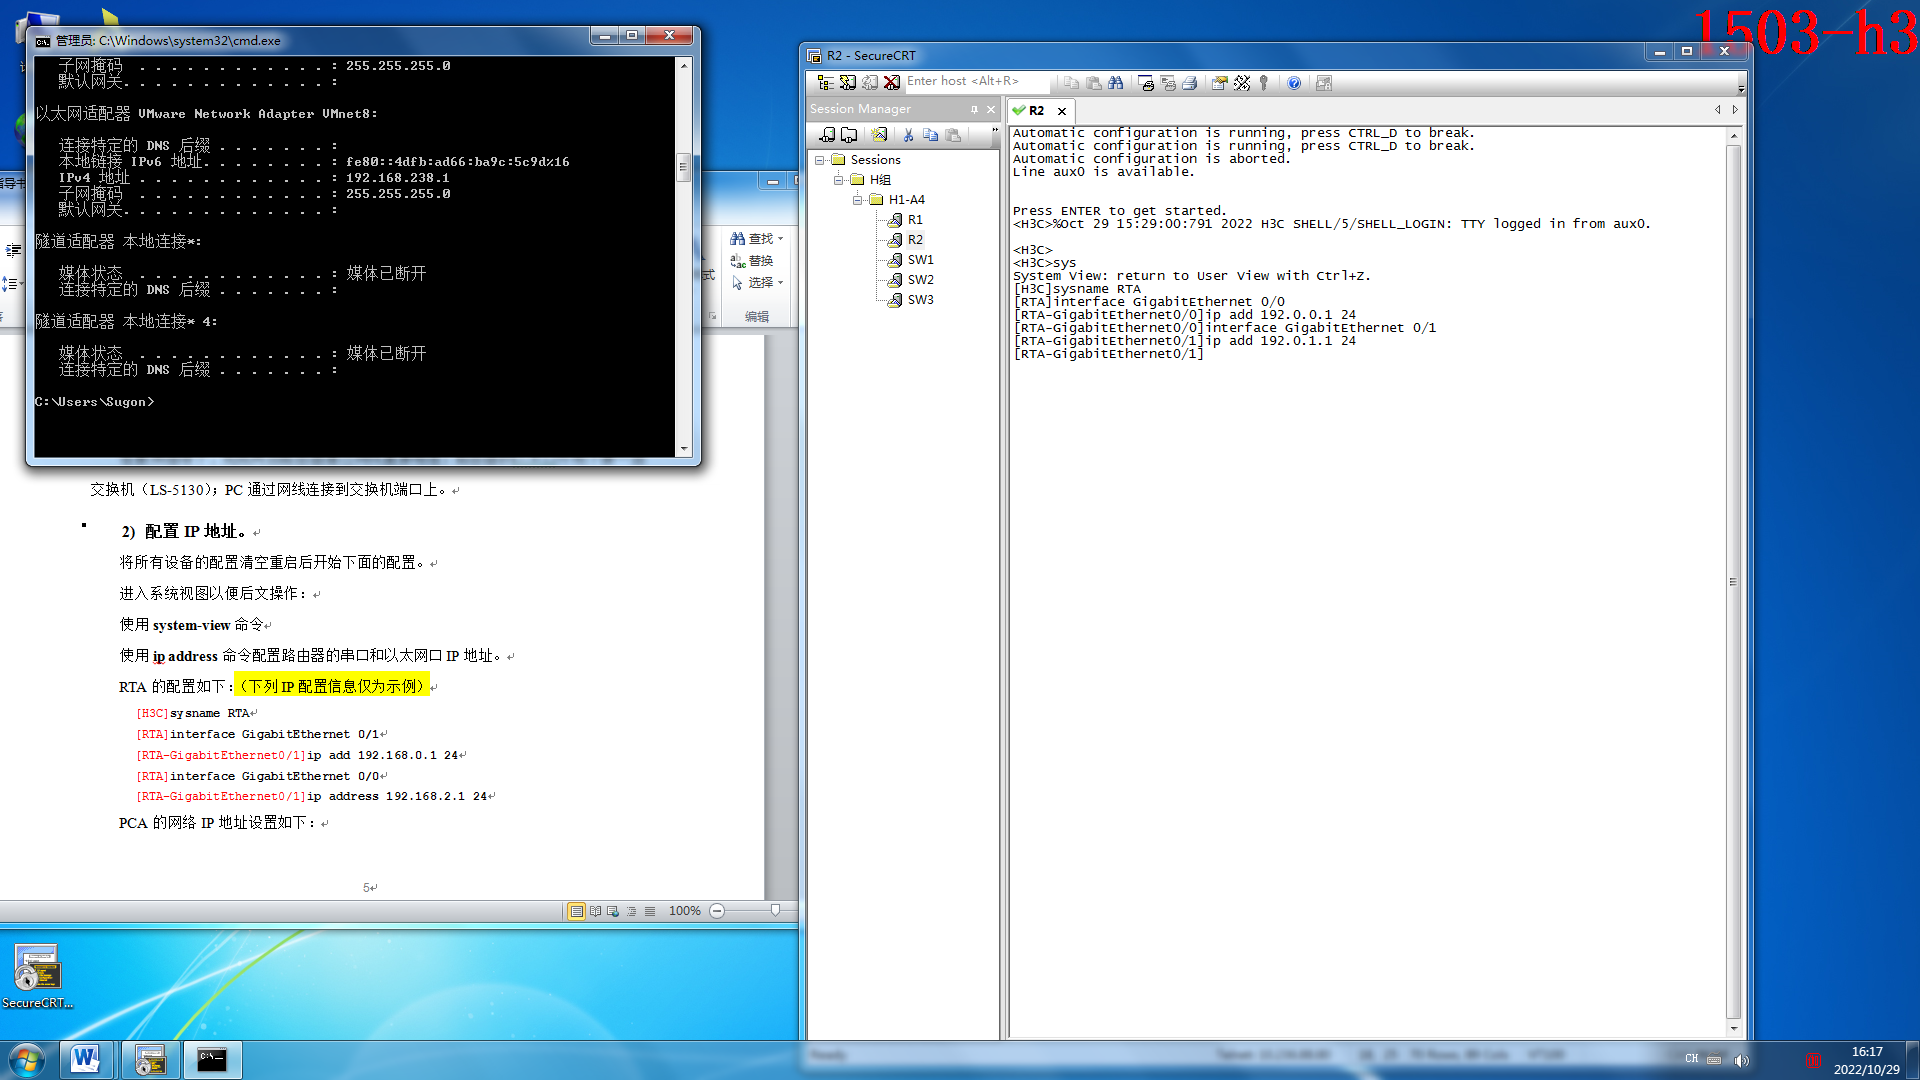 1503-h3
管理员: C:\Windows\system32\cmd.exe
子网掩码 . . . . . . . . . . . . : 255.255.255.0
默认网关. . . . . . . . . . . . . :
以太网适配器 VMware Network Adapter VMnet8:
连接特定的 DNS 后缀 . . . . . . . :
本地链接 IPv6 地址. . . . . . . . : fe80::4dfb:ad66:ba9c:5c9d%16
IPv4 地址 . . . . . . . . . . . . : 192.168.238.1
子网掩码 . . . . . . . . . . . . : 255.255.255.0
默认网关. . . . . . . . . . . . . :
隧道适配器 本地连接*:
媒体状态 . . . . . . . . . . . . : 媒体已断开
连接特定的 DNS 后缀 . . . . . . . :
隧道适配器 本地连接* 4:
媒体状态 . . . . . . . . . . . . : 媒体已断开
连接特定的 DNS 后缀 . . . . . . . :
C:\Users\Sugon>
查找
替换
选择
编辑
交换机（LS-5130）；PC 通过网线连接到交换机端口上。
2) 配置 IP 地址。
将所有设备的配置清空重启后开始下面的配置。
进入系统视图以便后文操作：
使用 system-view 命令
使用 ip address 命令配置路由器的串口和以太网口 IP 地址。
RTA 的配置如下：（下列 IP 配置信息仅为示例）
[H3C]sysname RTA
[RTA]interface GigabitEthernet 0/1
[RTA-GigabitEthernet0/1]ip add 192.168.0.1 24
[RTA]interface GigabitEthernet 0/0
[RTA-GigabitEthernet0/1]ip address 192.168.2.1 24
PCA 的网络 IP 地址设置如下：
5
100%
SecureCRT...
R2 - SecureCRT
Enter host <Alt+R>
Session Manager
Sessions
H组
H1-A4
R1
R2
SW1
SW2
SW3
R2
Automatic configuration is running, press CTRL_D to break.
Automatic configuration is running, press CTRL_D to break.
Automatic configuration is aborted.
Line aux0 is available.
Press ENTER to get started.
<H3C>%Oct 29 15:29:00:791 2022 H3C SHELL/5/SHELL_LOGIN: TTY logged in from aux0.
<H3C>
<H3C>sys
System View: return to User View with Ctrl+Z.
[H3C]sysname RTA
[RTA]interface GigabitEthernet 0/0
[RTA-GigabitEthernet0/0]ip add 192.0.0.1 24
[RTA-GigabitEthernet0/0]interface GigabitEthernet 0/1
[RTA-GigabitEthernet0/1]ip add 192.0.1.1 24
[RTA-GigabitEthernet0/1]
CH
16:17
2022/10/29